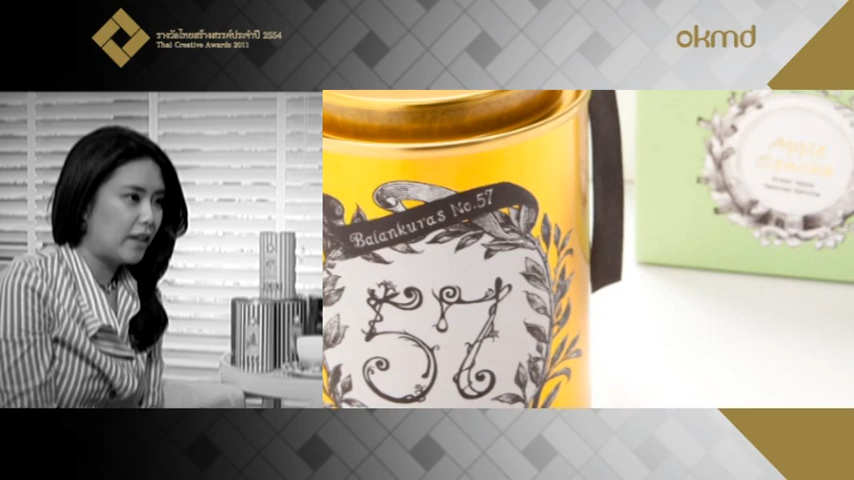 รางวัลไทยสร้างสรรค์ประจำปี 2554
Thai Creative Awards 2011
okmd
Balankuras No.57
57
Apple